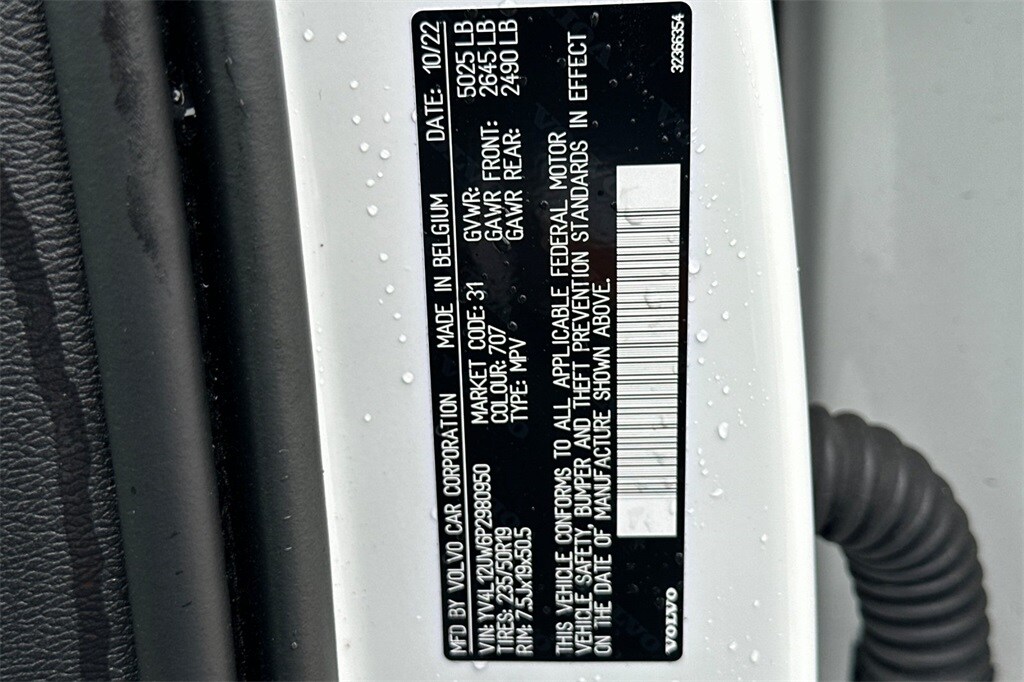 MFD BY VOLVO CAR CORPORATION MADE IN BELGIUM DATE: 10/22
VIN: YV4L12UW6P2980950 MARKET CODE: 31 GVWR: 5025 LB
TIRES: 235/50R19 COLOUR: 707 GAWR FRONT: 2645 LB
RIM: 7.5Jx19x50.5 TYPE: MPV GAWR REAR: 2490 LB
THIS VEHICLE CONFORMS TO ALL APPLICABLE FEDERAL MOTOR
VEHICLE SAFETY, BUMPER AND THEFT PREVENTION STANDARDS IN EFFECT
ON THE DATE OF MANUFACTURE SHOWN ABOVE.
VOLVO 32366354